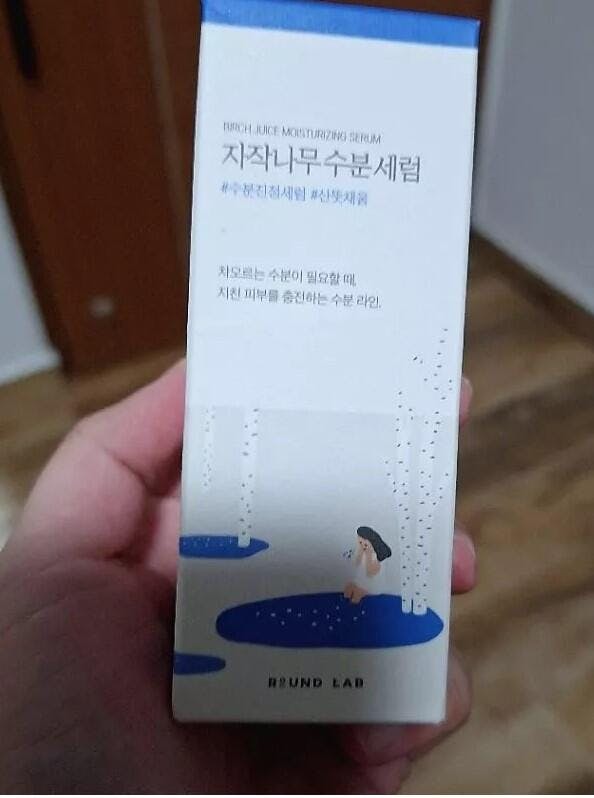 BIRCH JUICE MOISTURIZING SERUM
자작나무 수분 세럼
#수분진정세럼 #산뜻채움
차오르는 수분이 필요할 때,
지친 피부를 충전하는 수분 라인.
ROUND LAB